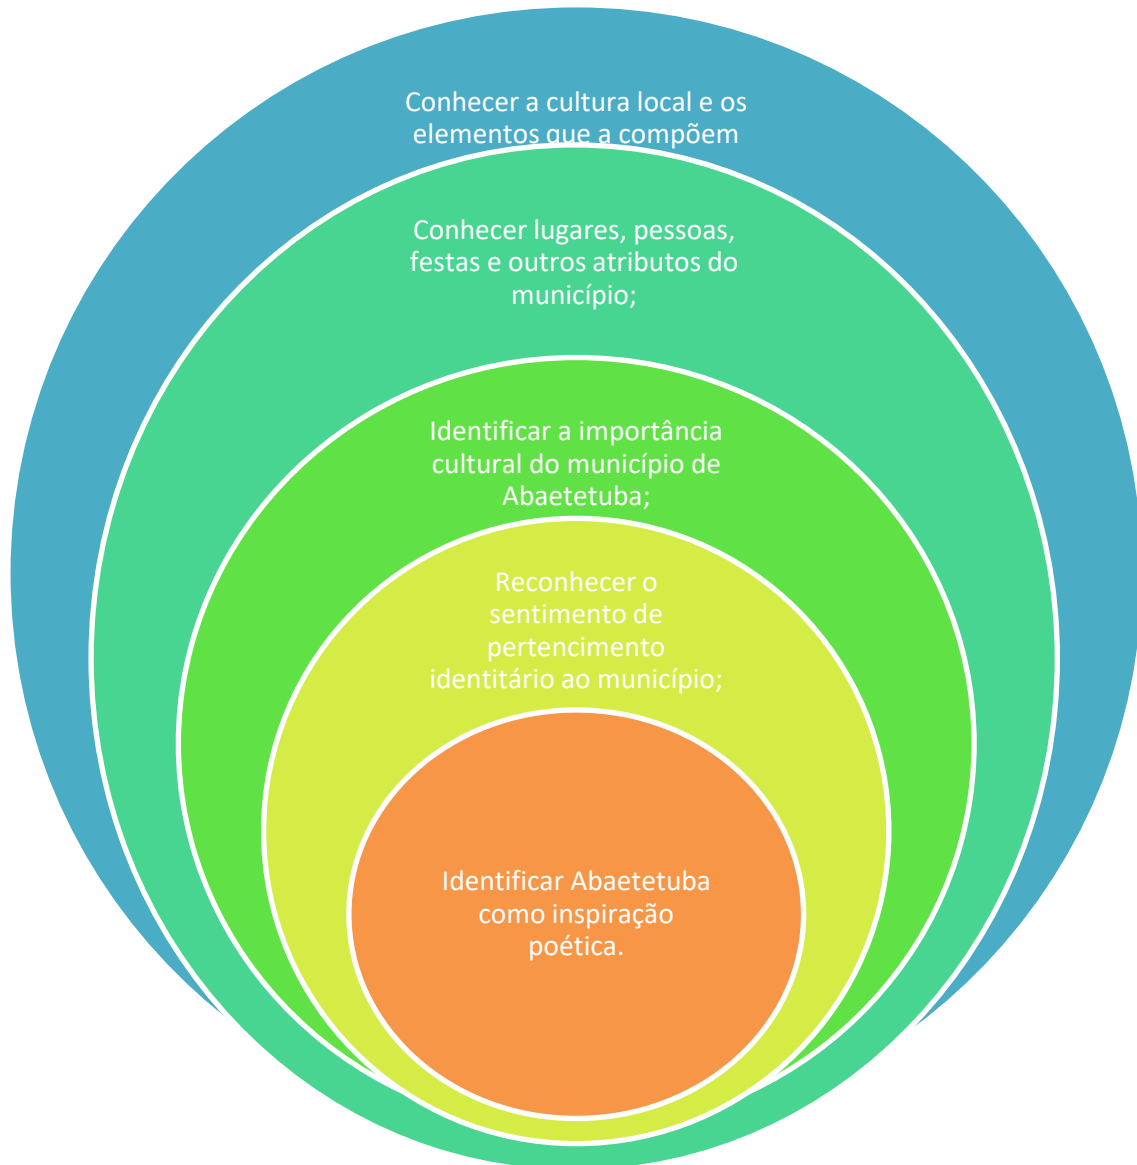 Conhecer a cultura local e os
elementos que a compõem
Conhecer lugares, pessoas,
festas e outros atributos do
município;
Identificar a importância
cultural do município de
Abaetetuba;
Reconhecer o
sentimento de
pertencimento
identitário ao município;
Identificar Abaetetuba
como inspiração
poética.